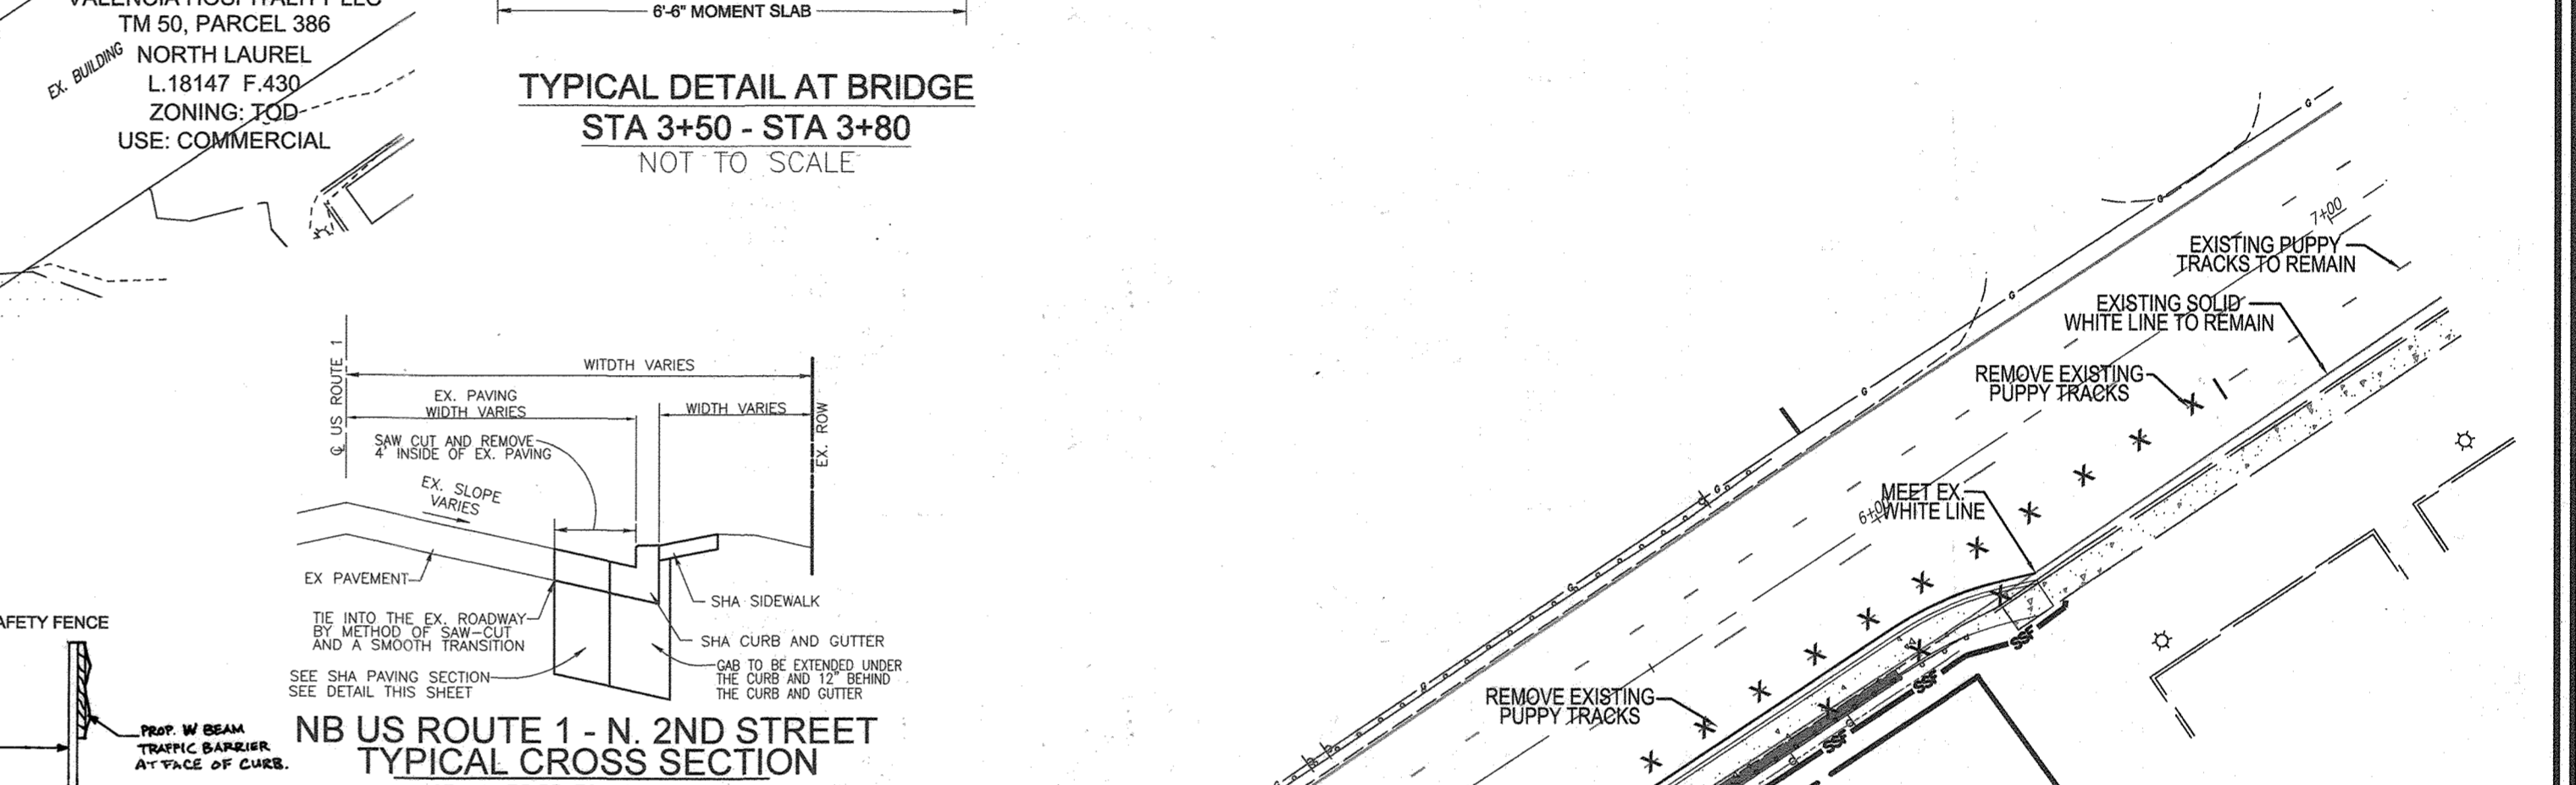 VALENCIA HOSPITALITY LLC
TM 50, PARCEL 386
NORTH LAUREL
L.18147 F.430
ZONING: TOD
USE: COMMERCIAL
EX. BUILDING
6'-6" MOMENT SLAB
TYPICAL DETAIL AT BRIDGE
STA 3+50 - STA 3+80
NOT TO SCALE
℄ US ROUTE 1
WITDTH VARIES
EX. PAVING
WIDTH VARIES
WIDTH VARIES
EX. ROW
SAW CUT AND REMOVE
4' INSIDE OF EX. PAVING
EX. SLOPE
VARIES
EX PAVEMENT
TIE INTO THE EX. ROADWAY
BY METHOD OF SAW-CUT
AND A SMOOTH TRANSITION
SEE SHA PAVING SECTION
SEE DETAIL THIS SHEET
SHA SIDEWALK
SHA CURB AND GUTTER
GAB TO BE EXTENDED UNDER
THE CURB AND 12" BEHIND
THE CURB AND GUTTER
NB US ROUTE 1 - N. 2ND STREET
TYPICAL CROSS SECTION
AFETY FENCE
PROP. W BEAM
TRAFFIC BARRIER
AT FACE OF CURB.
G
G
G
G
G
7+00
EXISTING PUPPY
TRACKS TO REMAIN
EXISTING SOLID
WHITE LINE TO REMAIN
REMOVE EXISTING
PUPPY TRACKS
MEET EX.
WHITE LINE
6+00
REMOVE EXISTING
PUPPY TRACKS
SSF
SSF
SSF